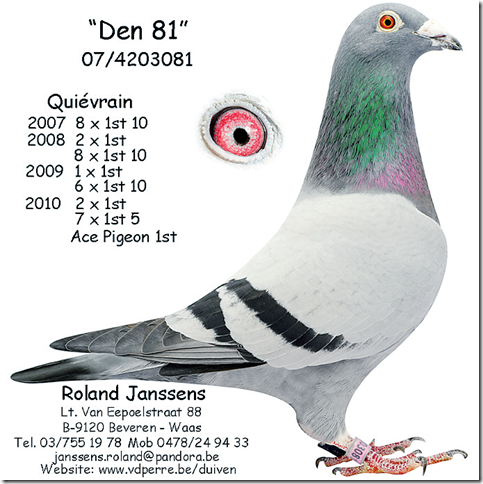 “Den 81”
07/4203081
Quiévrain
2007 8 x 1st 10
2008 2 x 1st
8 x 1st 10
2009 1 x 1st
6 x 1st 10
2010 2 x 1st
7 x 1st 5
Ace Pigeon 1st
Roland Janssens
Lt. Van Eepoelstraat 88
B-9120 Beveren - Waas
Tel. 03/755 19 78 Mob 0478/24 94 33
janssens.roland@pandora.be
Website: www.vdperre.be/duiven